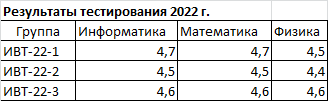 Результаты тестирования 2022 г.
Группа Информатика Математика Физика
ИВТ-22-1 4,7 4,7 4,5
ИВТ-22-2 4,5 4,5 4,4
ИВТ-22-3 4,6 4,6 4,6